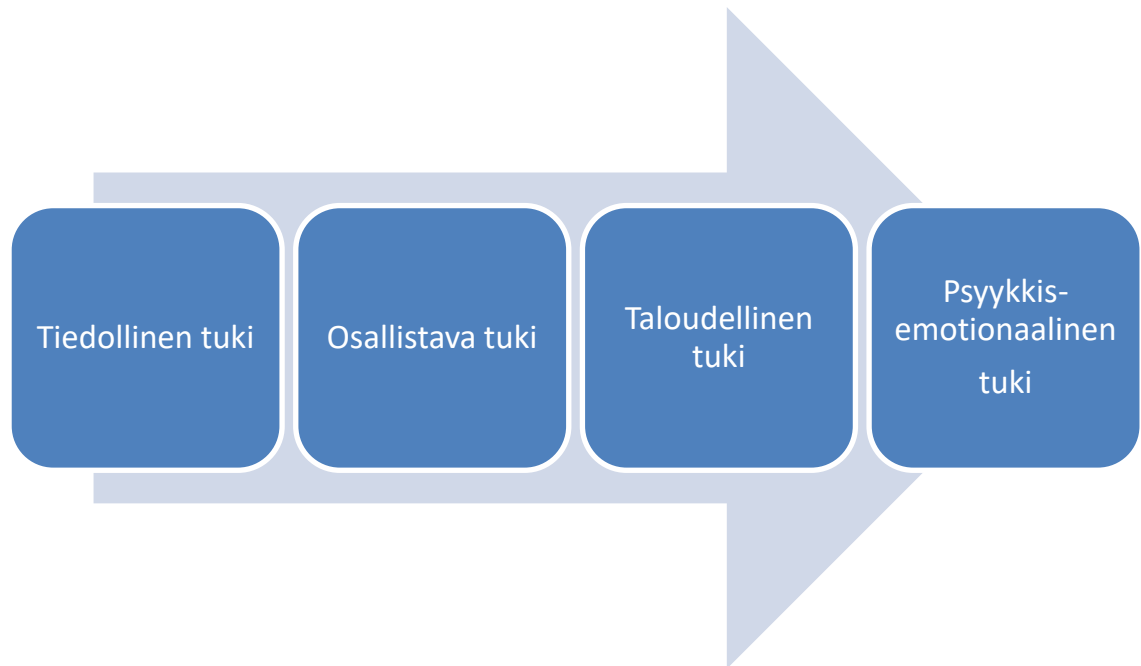 Tiedollinen tuki
Osallistava tuki
Taloudellinen
tuki
Psyykkis-
emotionaalinen
tuki